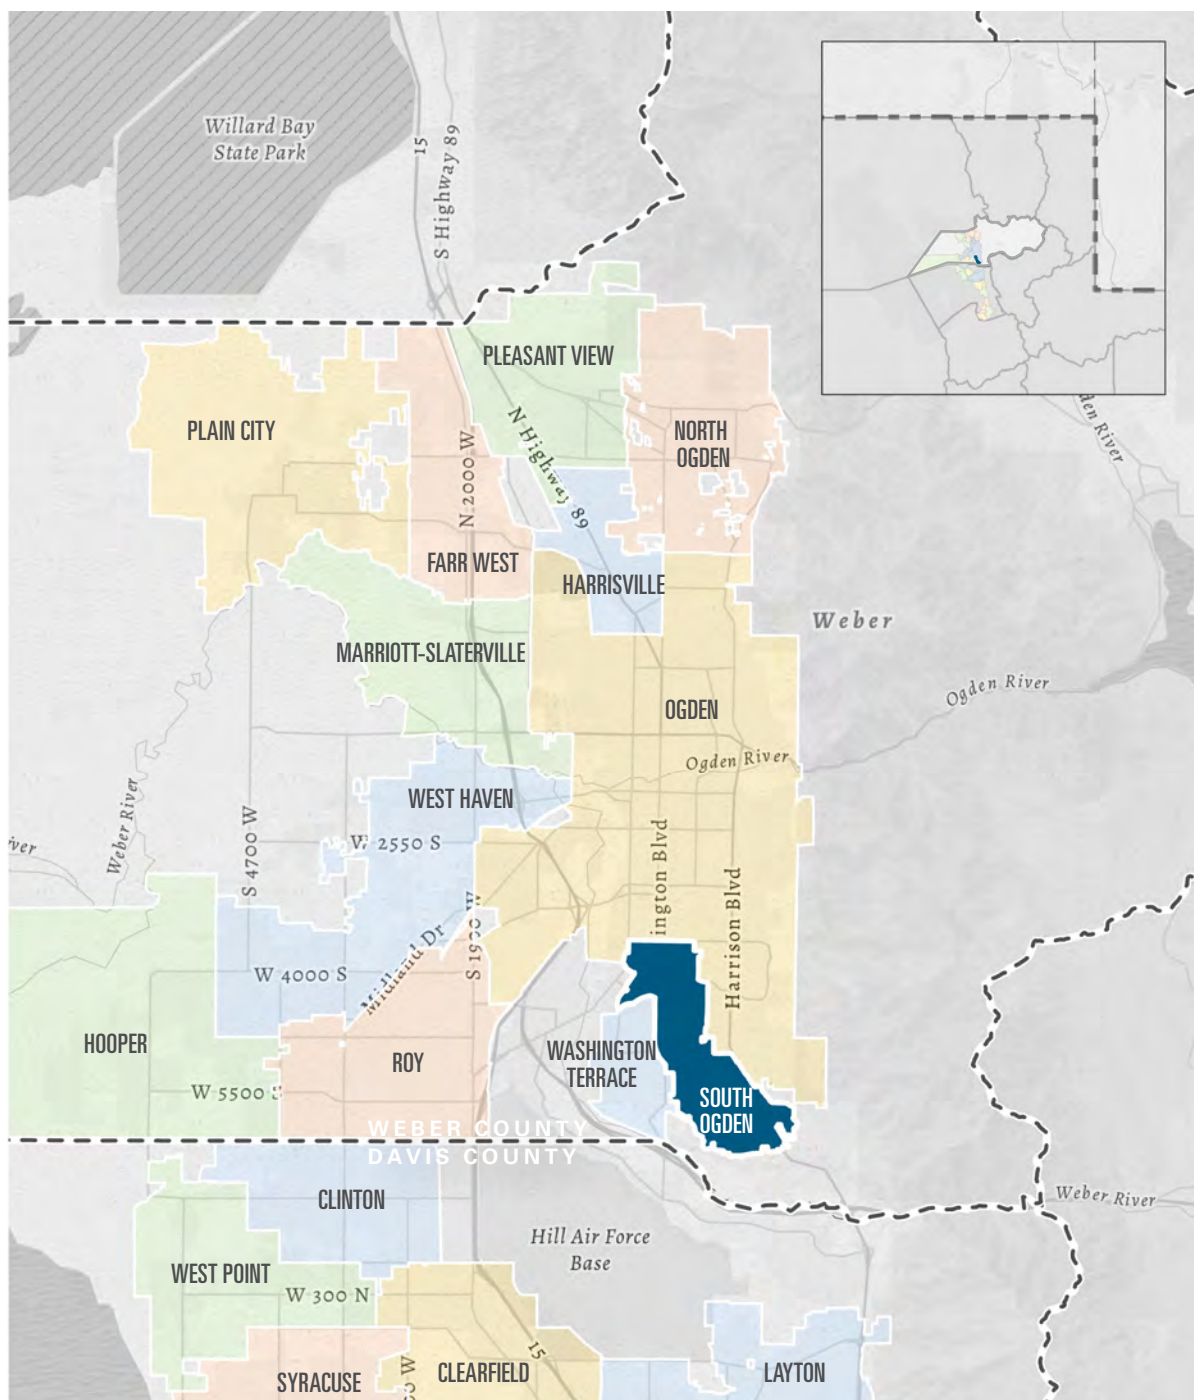 Willard Bay
State Park
15
S Highway 89
PLEASANT VIEW
PLAIN CITY
N Highway 89
NORTH
OGDEN
N 2000 W
FARR WEST
HARRISVILLE
Weber
MARRIOTT-SLATERVILLE
Ogden River
OGDEN
Ogden River
WEST HAVEN
Weber River
S 4700 W
W 2550 S
ington Blvd
Harrison Blvd
S 1900 W
Midland Dr
W 4000 S
HOOPER
ROY
WASHINGTON
TERRACE
W 5500 S
SOUTH
OGDEN
WEBER COUNTY
DAVIS COUNTY
CLINTON
Weber River
Hill Air Force
Base
WEST POINT
W 300 N
15
SYRACUSE
CLEARFIELD
LAYTON